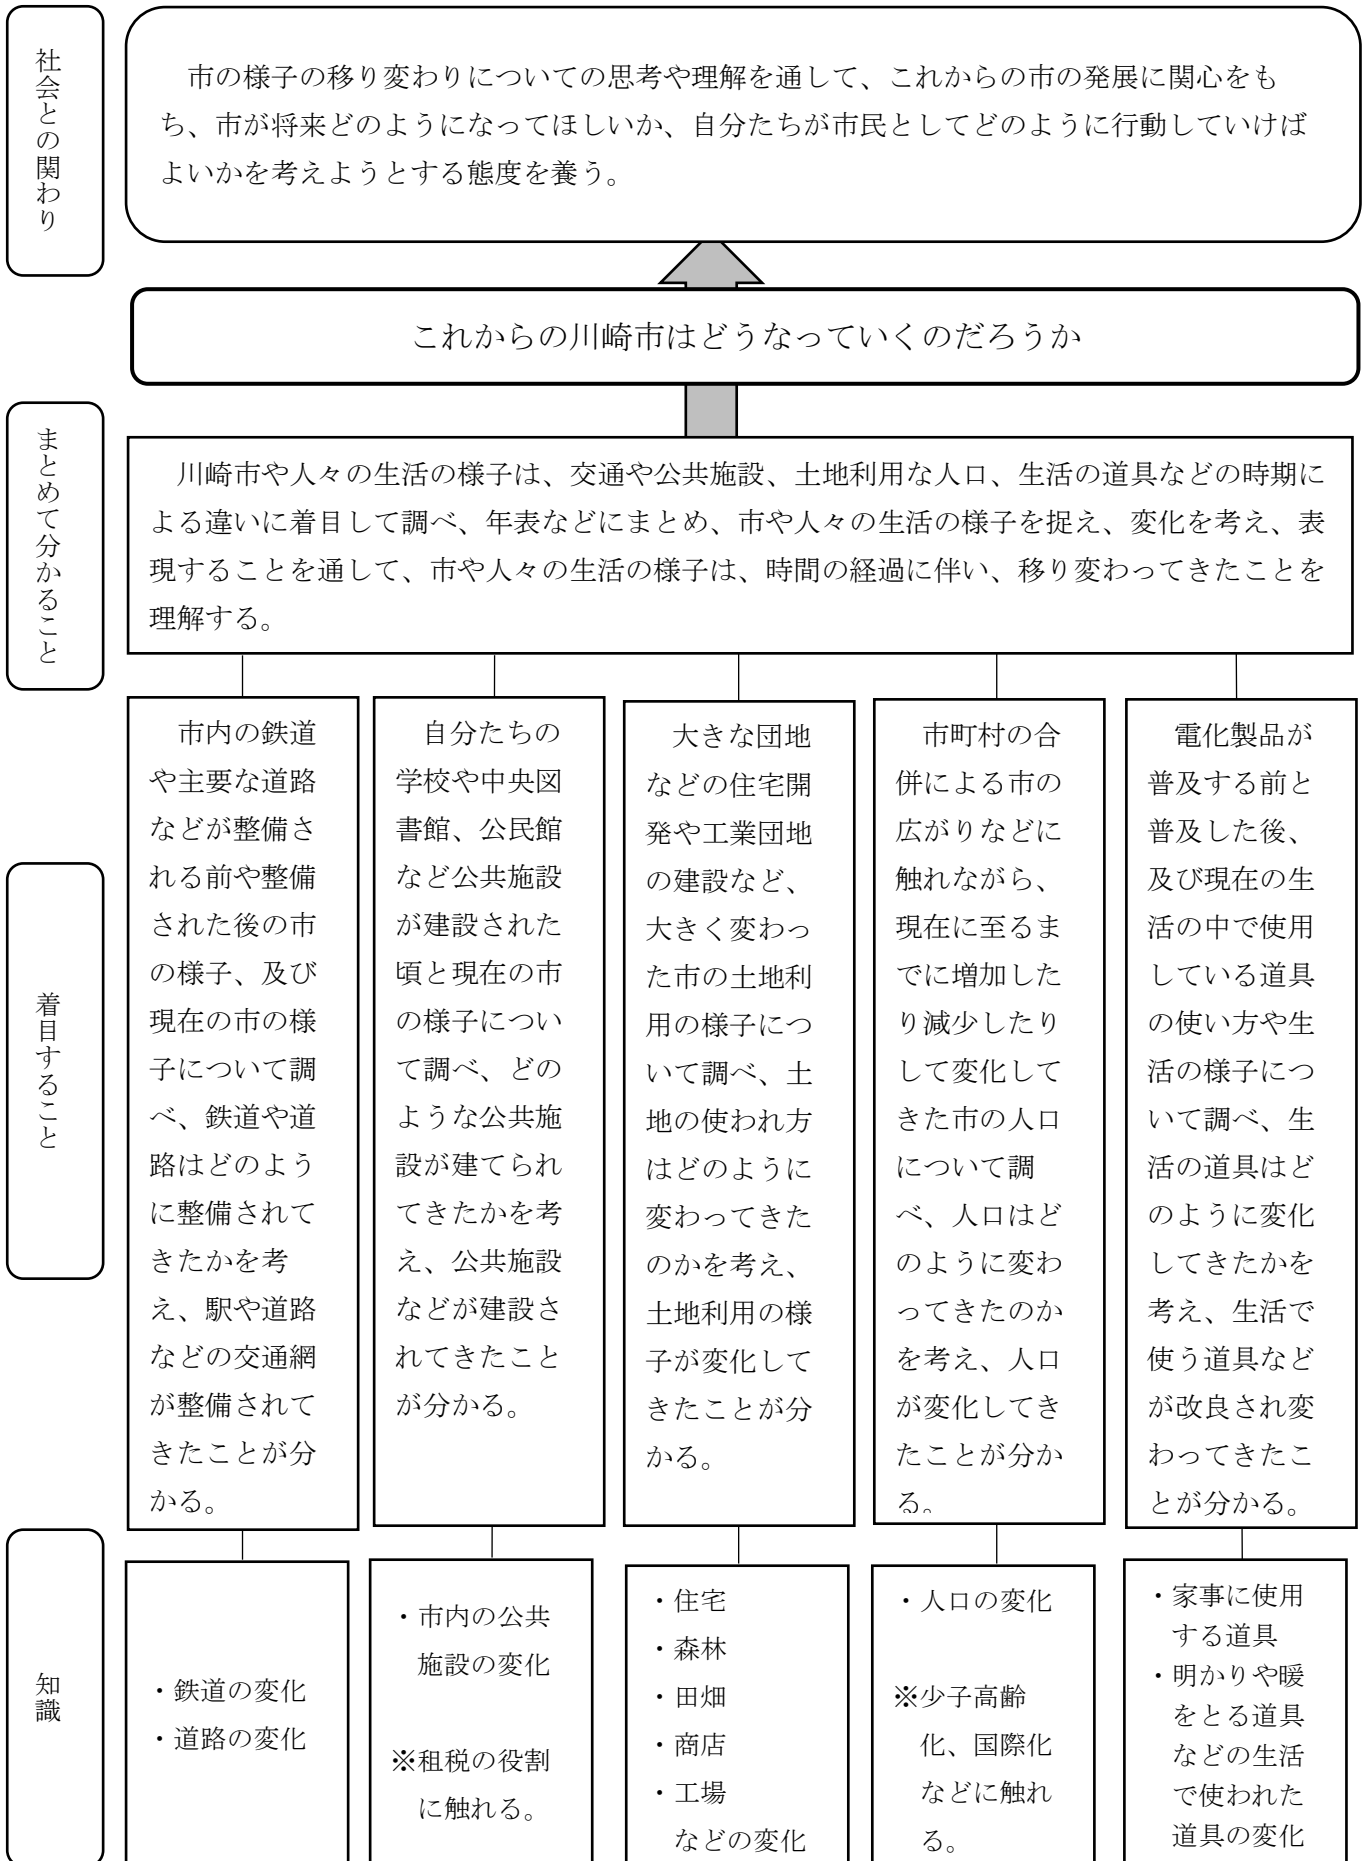 社会との関わり
市の様子の移り変わりについての思考や理解を通して、これからの市の発展に関心をも
ち、市が将来どのようになってほしいか、自分たちが市民としてどのように行動していけば
よいかを考えようとする態度を養う。
これからの川崎市はどうなっていくのだろうか
まとめて分かること
川崎市や人々の生活の様子は、交通や公共施設、土地利用な人口、生活の道具などの時期に
よる違いに着目して調べ、年表などにまとめ、市や人々の生活の様子を捉え、変化を考え、表
現することを通して、市や人々の生活の様子は、時間の経過に伴い、移り変わってきたことを
理解する。
着目すること
市内の鉄道
や主要な道路
などが整備さ
れる前や整備
された後の市
の様子、及び
現在の市の様
子について調
べ、鉄道や道
路はどのよう
に整備されて
きたかを考
え、駅や道路
などの交通網
が整備されて
きたことが分
かる。
自分たちの
学校や中央図
書館、公民館
など公共施設
が建設された
頃と現在の市
の様子につい
て調べ、どの
ような公共施
設が建てられ
てきたかを考
え、公共施設
などが建設さ
れてきたこと
が分かる。
大きな団地
などの住宅開
発や工業団地
の建設など、
大きく変わっ
た市の土地利
用の様子につ
いて調べ、土
地の使われ方
はどのように
変わってきた
のかを考え、
土地利用の様
子が変化して
きたことが分
かる。
市町村の合
併による市の
広がりなどに
触れながら、
現在に至るま
でに増加した
り減少したり
して変化して
きた市の人口
について調
べ、人口はど
のように変わ
ってきたのか
を考え、人口
が変化してき
たことが分か
る。
電化製品が
普及する前と
普及した後、
及び現在の生
活の中で使用
している道具
の使い方や生
活の様子につ
いて調べ、生
活の道具はど
のように変化
してきたかを
考え、生活で
使う道具など
が改良され変
わってきたこ
とが分かる。
知識
・鉄道の変化
・道路の変化
・市内の公共
施設の変化
※租税の役割
に触れる。
・住宅
・森林
・田畑
・商店
・工場
などの変化
・人口の変化
※少子高齢
化、国際化
などに触れ
る。
・家事に使用
する道具
・明かりや暖
をとる道具
などの生活
で使われた
道具の変化